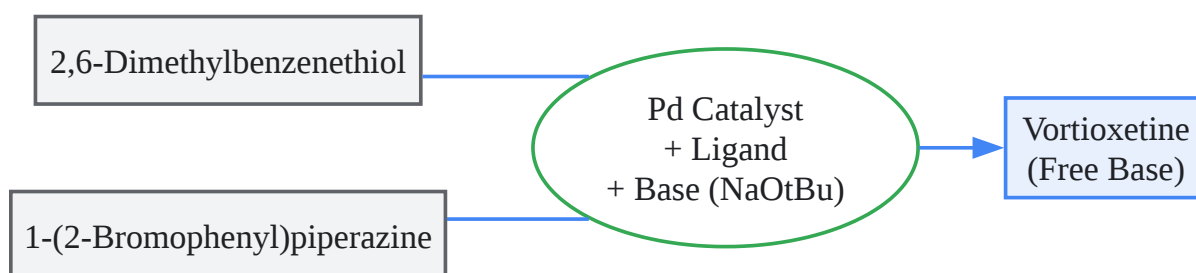 2,6-Dimethylbenzenethiol
1-(2-Bromophenyl)piperazine
Pd Catalyst
+ Ligand
+ Base (NaOtBu)
Vortioxetine
(Free Base)